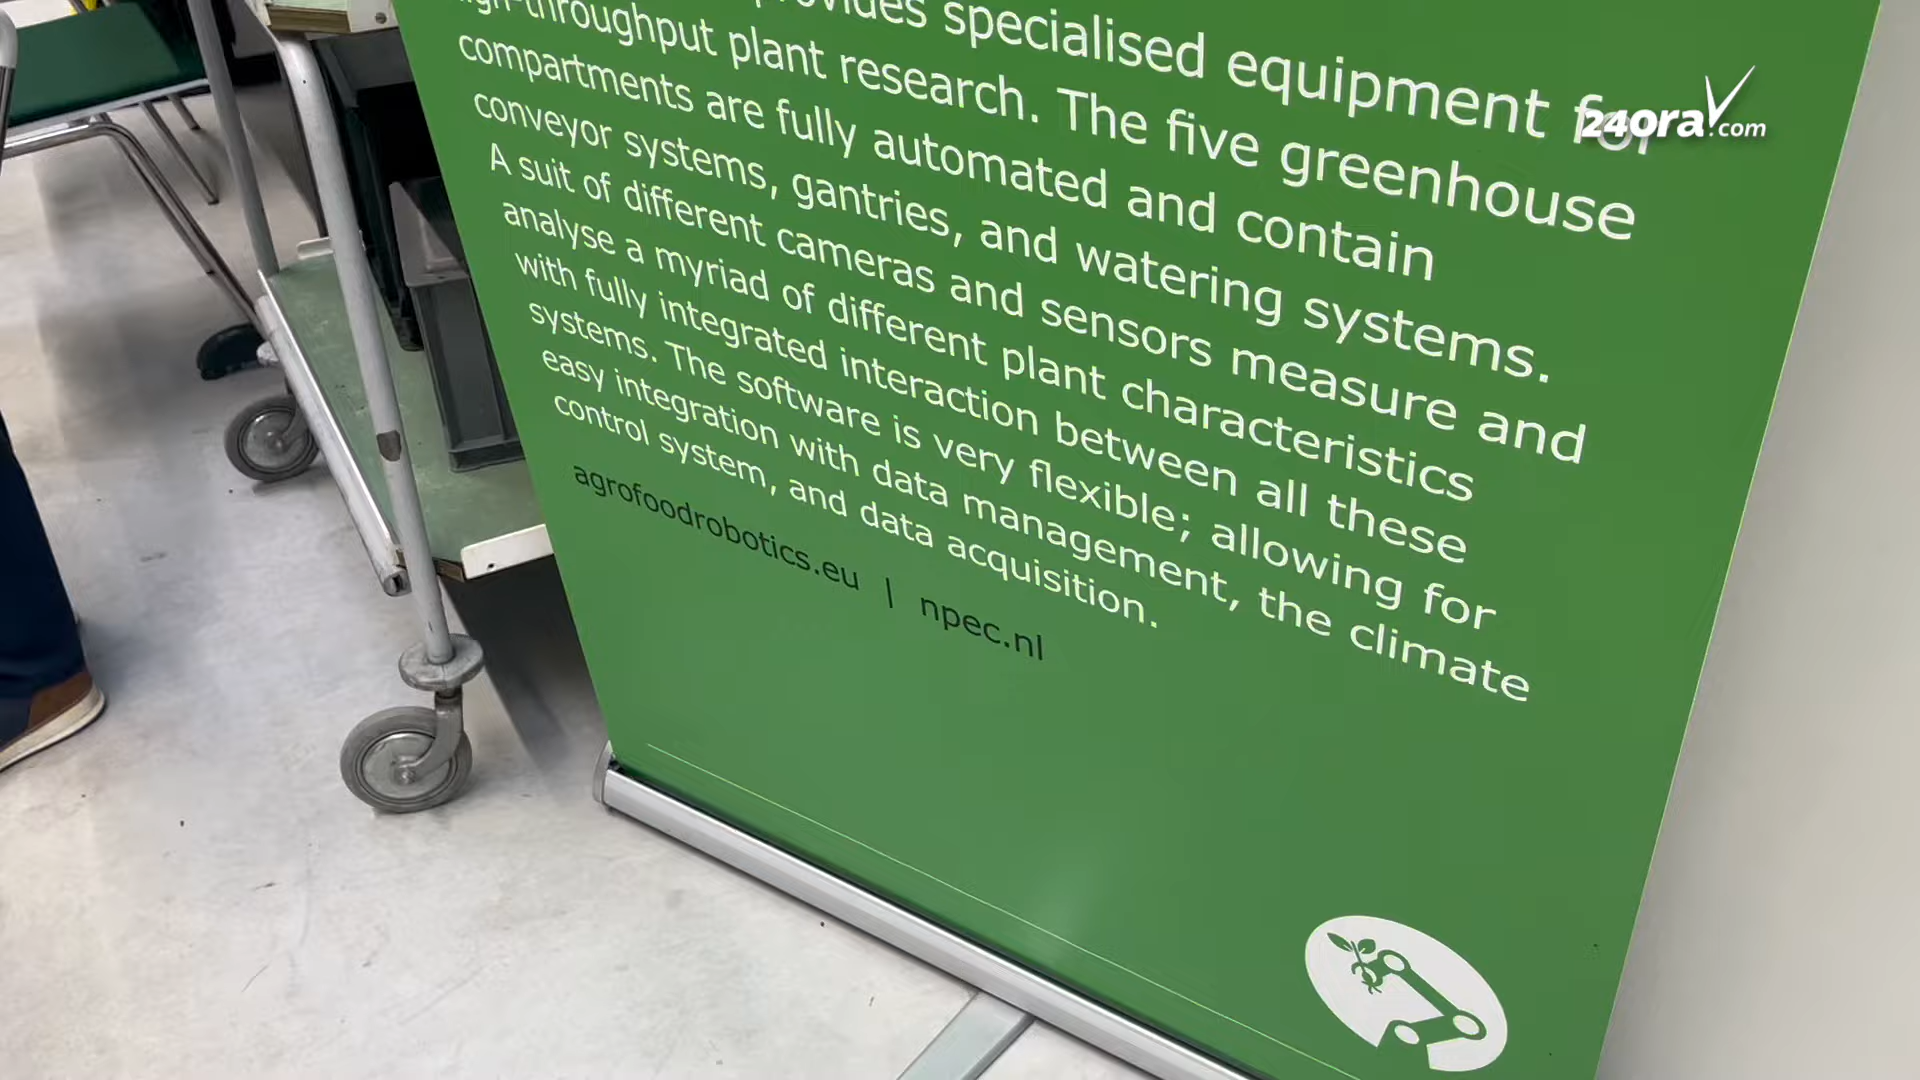 specialised equipment for
throughput plant research. The five greenhouse
compartments are fully automated and contain
conveyor systems, gantries, and watering systems.
A suit of different cameras and sensors measure and
analyse a myriad of different plant characteristics
with fully integrated interaction between all these
systems. The software is very flexible; allowing for
easy integration with data management, the climate
control system, and data acquisition.
agrofoodrobotics.eu | npec.nl
24ora.com